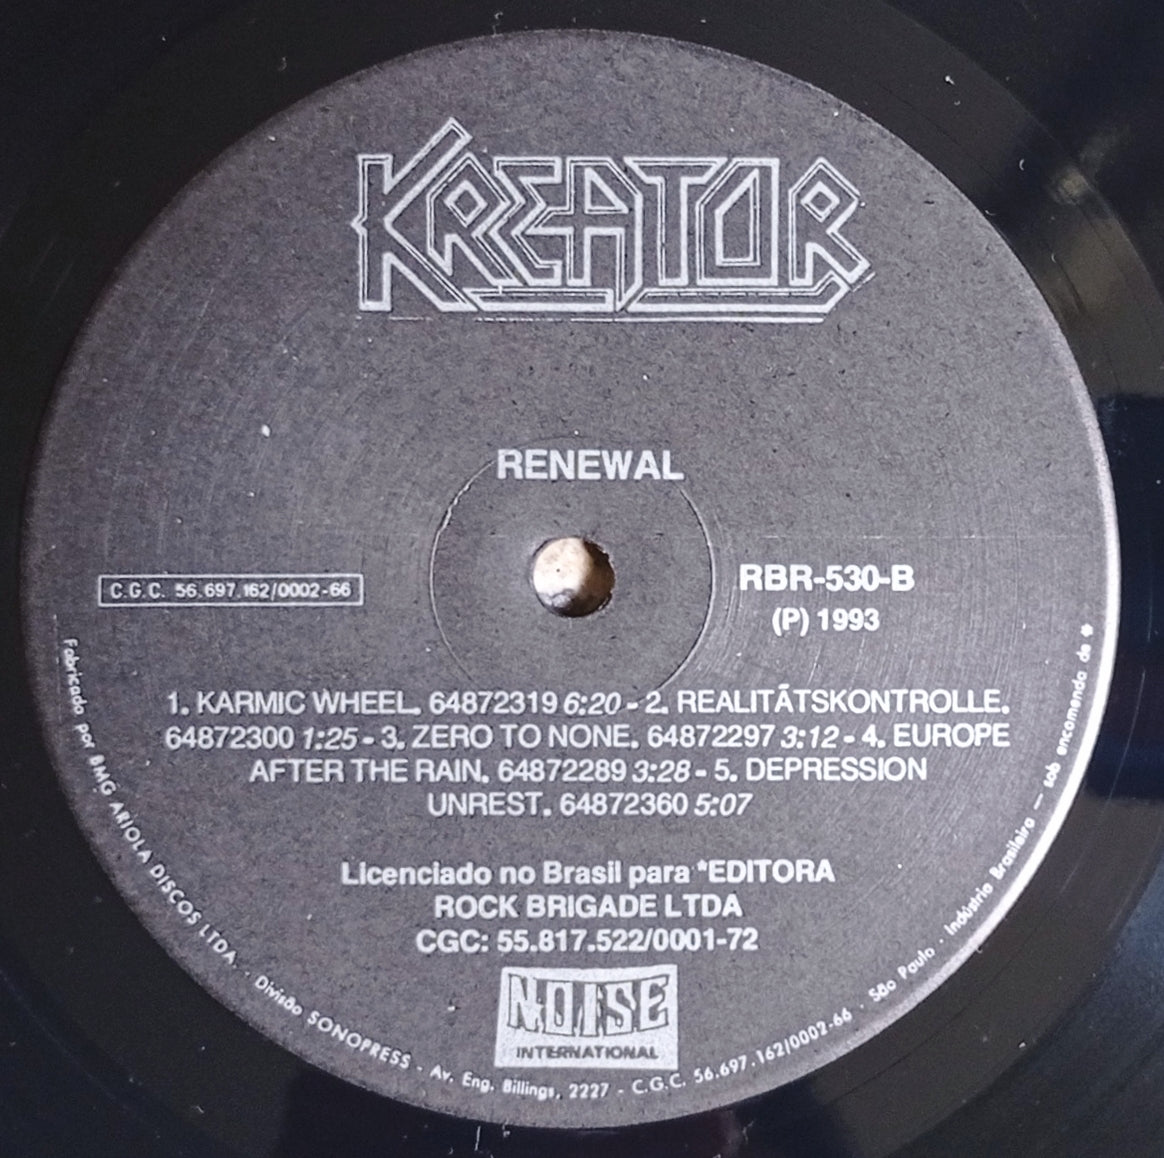 KREATOR
RENEWAL
C.G.C. 56.697.162/0002-66
RBR-530-B
(P) 1993
1. KARMIC WHEEL. 64872319 6:20 - 2. REALITÃTSKONTROLLE.
64872300 1:25 - 3. ZERO TO NONE. 64872297 3:12 - 4. EUROPE
AFTER THE RAIN. 64872289 3:28 - 5. DEPRESSION
UNREST. 64872360 5:07
Licenciado no Brasil para *EDITORA
ROCK BRIGADE LTDA
CGC: 55.817.522/0001-72
NOISE
INTERNATIONAL
Fabricado por BMG ARIOLA DISCOS LTDA. · Divisão SONOPRESS - Av. Eng. Billings, 2227 - C.G.C. 56.697.162/0002-66 · São Paulo · Indústria Brasileira — sob encomenda de *